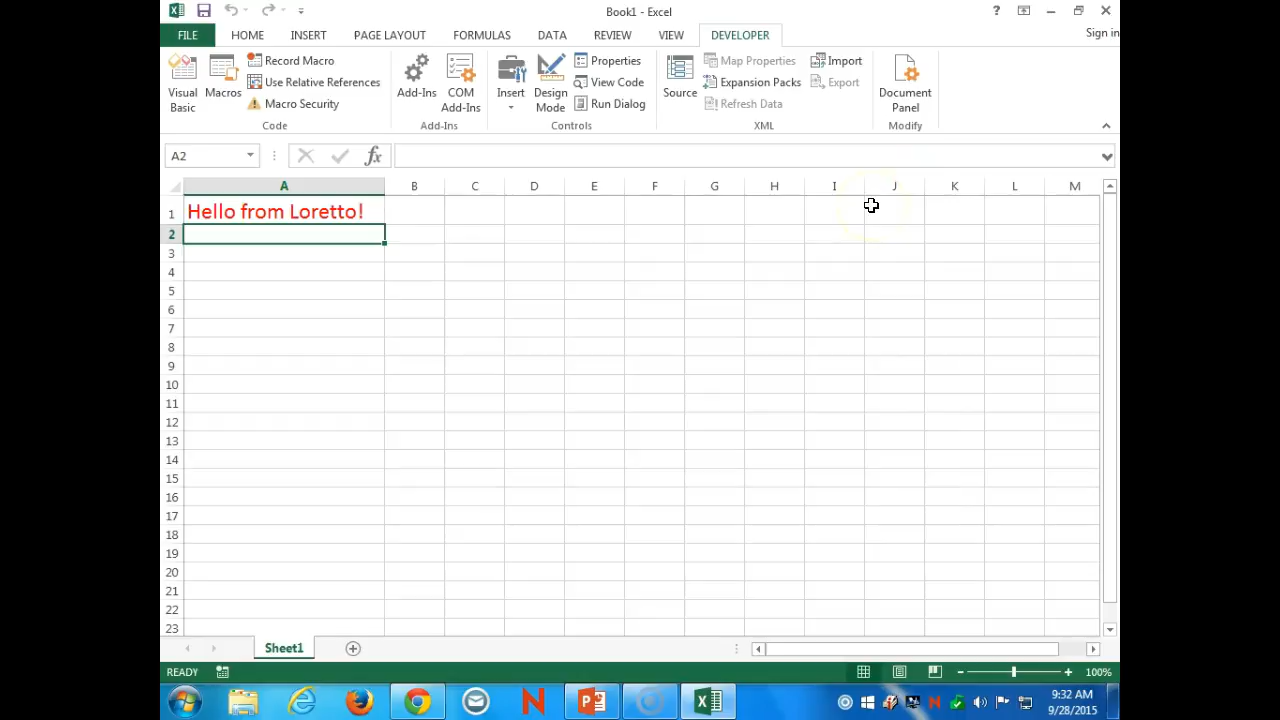 Book1 - Excel
?
FILE HOME INSERT PAGE LAYOUT FORMULAS DATA REVIEW VIEW DEVELOPER Sign in
Visual Basic
Macros
Record Macro
Use Relative References
Macro Security
Code
Add-Ins
COM Add-Ins
Add-Ins
Insert
Design Mode
Properties
View Code
Run Dialog
Controls
Source
Map Properties
Expansion Packs
Refresh Data
Import
Export
XML
Document Panel
Modify
A2
fx
A B C D E F G H I J K L M
1 Hello from Loretto!
2
3
4
5
6
7
8
9
10
11
12
13
14
15
16
17
18
19
20
21
22
23
Sheet1
READY 100%
9:32 AM
9/28/2015